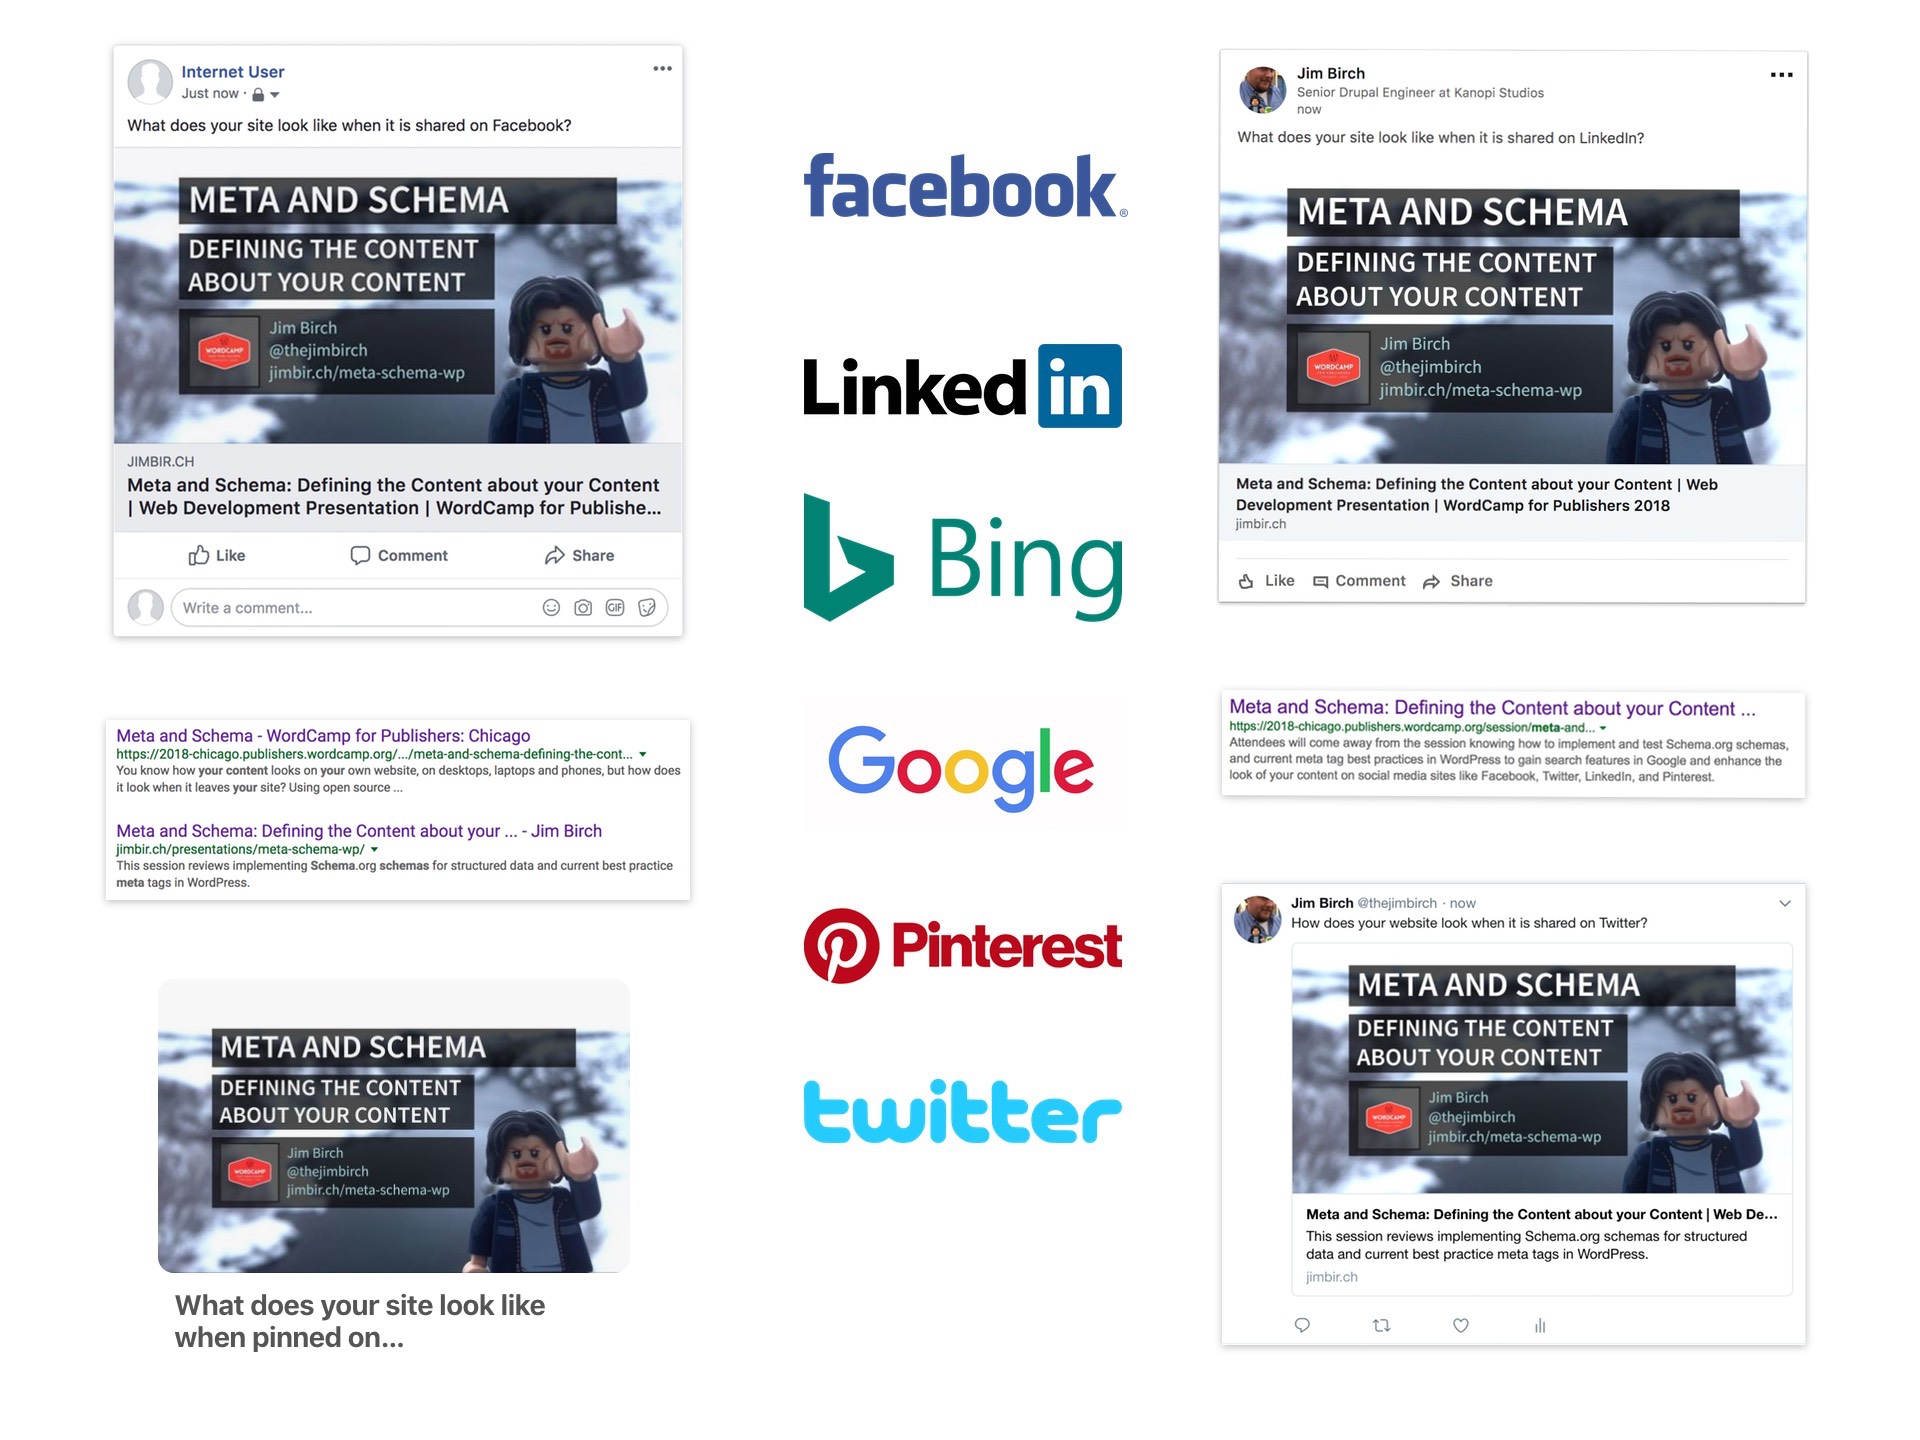 Internet User
Just now ·
What does your site look like when it is shared on Facebook?
META AND SCHEMA
DEFINING THE CONTENT
ABOUT YOUR CONTENT
WORDCAMP
Jim Birch
@thejimbirch
jimbir.ch/meta-schema-wp
JIMBIR.CH
Meta and Schema: Defining the Content about your Content
| Web Development Presentation | WordCamp for Publishe...
Like Comment Share
Write a comment... GIF
Meta and Schema - WordCamp for Publishers: Chicago
https://2018-chicago.publishers.wordcamp.org/.../meta-and-schema-defining-the-cont...
You know how your content looks on your own website, on desktops, laptops and phones, but how does
it look when it leaves your site? Using open source ...
Meta and Schema: Defining the Content about your ... - Jim Birch
jimbir.ch/presentations/meta-schema-wp/
This session reviews implementing Schema.org schemas for structured data and current best practice
meta tags in WordPress.
META AND SCHEMA
DEFINING THE CONTENT
ABOUT YOUR CONTENT
WORDCAMP
Jim Birch
@thejimbirch
jimbir.ch/meta-schema-wp
What does your site look like
when pinned on...
facebook®
Linked in
Bing
Google
Pinterest
twitter
Jim Birch
Senior Drupal Engineer at Kanopi Studios
now
What does your site look like when it is shared on LinkedIn?
META AND SCHEMA
DEFINING THE CONTENT
ABOUT YOUR CONTENT
WORDCAMP
Jim Birch
@thejimbirch
jimbir.ch/meta-schema-wp
Meta and Schema: Defining the Content about your Content | Web
Development Presentation | WordCamp for Publishers 2018
jimbir.ch
Like Comment Share
Meta and Schema: Defining the Content about your Content ...
https://2018-chicago.publishers.wordcamp.org/session/meta-and...
Attendees will come away from the session knowing how to implement and test Schema.org schemas,
and current meta tag best practices in WordPress to gain search features in Google and enhance the
look of your content on social media sites like Facebook, Twitter, LinkedIn, and Pinterest.
Jim Birch @thejimbirch · now
How does your website look when it is shared on Twitter?
META AND SCHEMA
DEFINING THE CONTENT
ABOUT YOUR CONTENT
WORDCAMP
Jim Birch
@thejimbirch
jimbir.ch/meta-schema-wp
Meta and Schema: Defining the Content about your Content | Web De...
This session reviews implementing Schema.org schemas for structured
data and current best practice meta tags in WordPress.
jimbir.ch